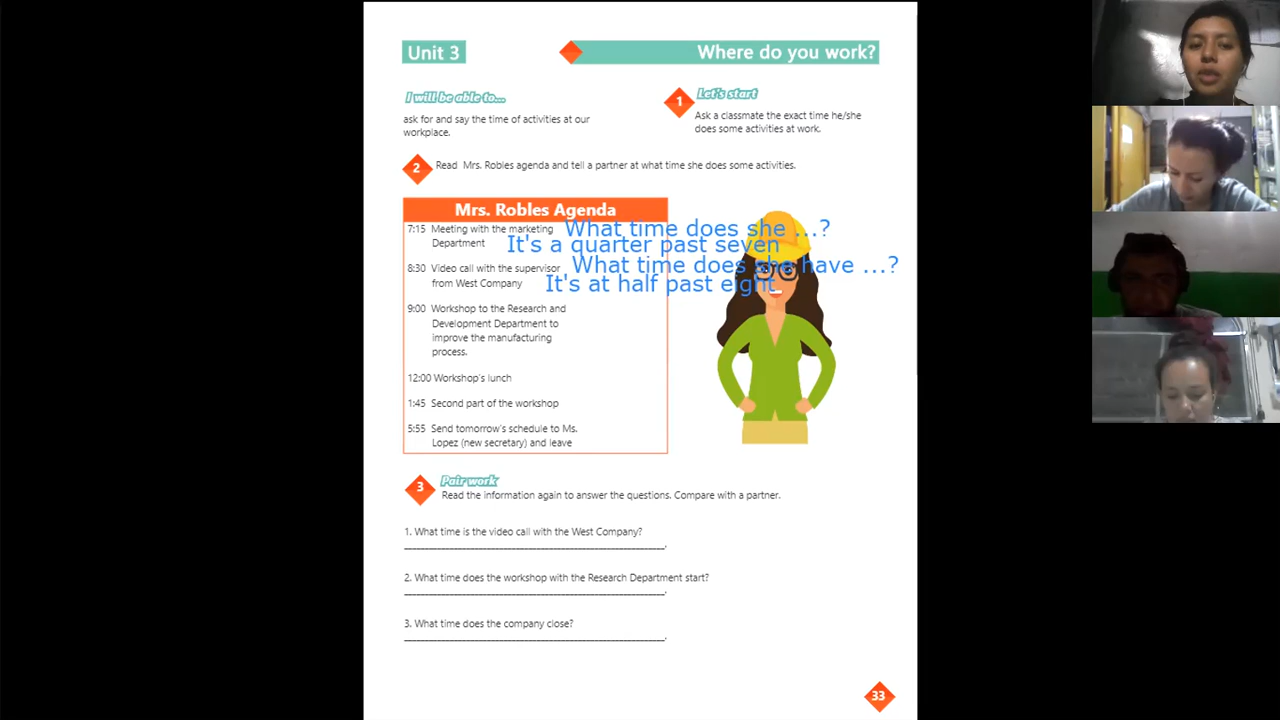 Unit 3
Where do you work?
I will be able to...
ask for and say the time of activities at our
workplace.
1
Let's start
Ask a classmate the exact time he/she
does some activities at work.
2
Read Mrs. Robles agenda and tell a partner at what time she does some activities.
Mrs. Robles Agenda
7:15 Meeting with the marketing
Department
8:30 Video call with the supervisor
from West Company
9:00 Workshop to the Research and
Development Department to
improve the manufacturing
process.
12:00 Workshop's lunch
1:45 Second part of the workshop
5:55 Send tomorrow's schedule to Ms.
Lopez (new secretary) and leave
What time does she ...?
It's a quarter past seven
What time does she have ...?
It's at half past eight
3
Pair work
Read the information again to answer the questions. Compare with a partner.
1. What time is the video call with the West Company?
2. What time does the workshop with the Research Department start?
3. What time does the company close?
33